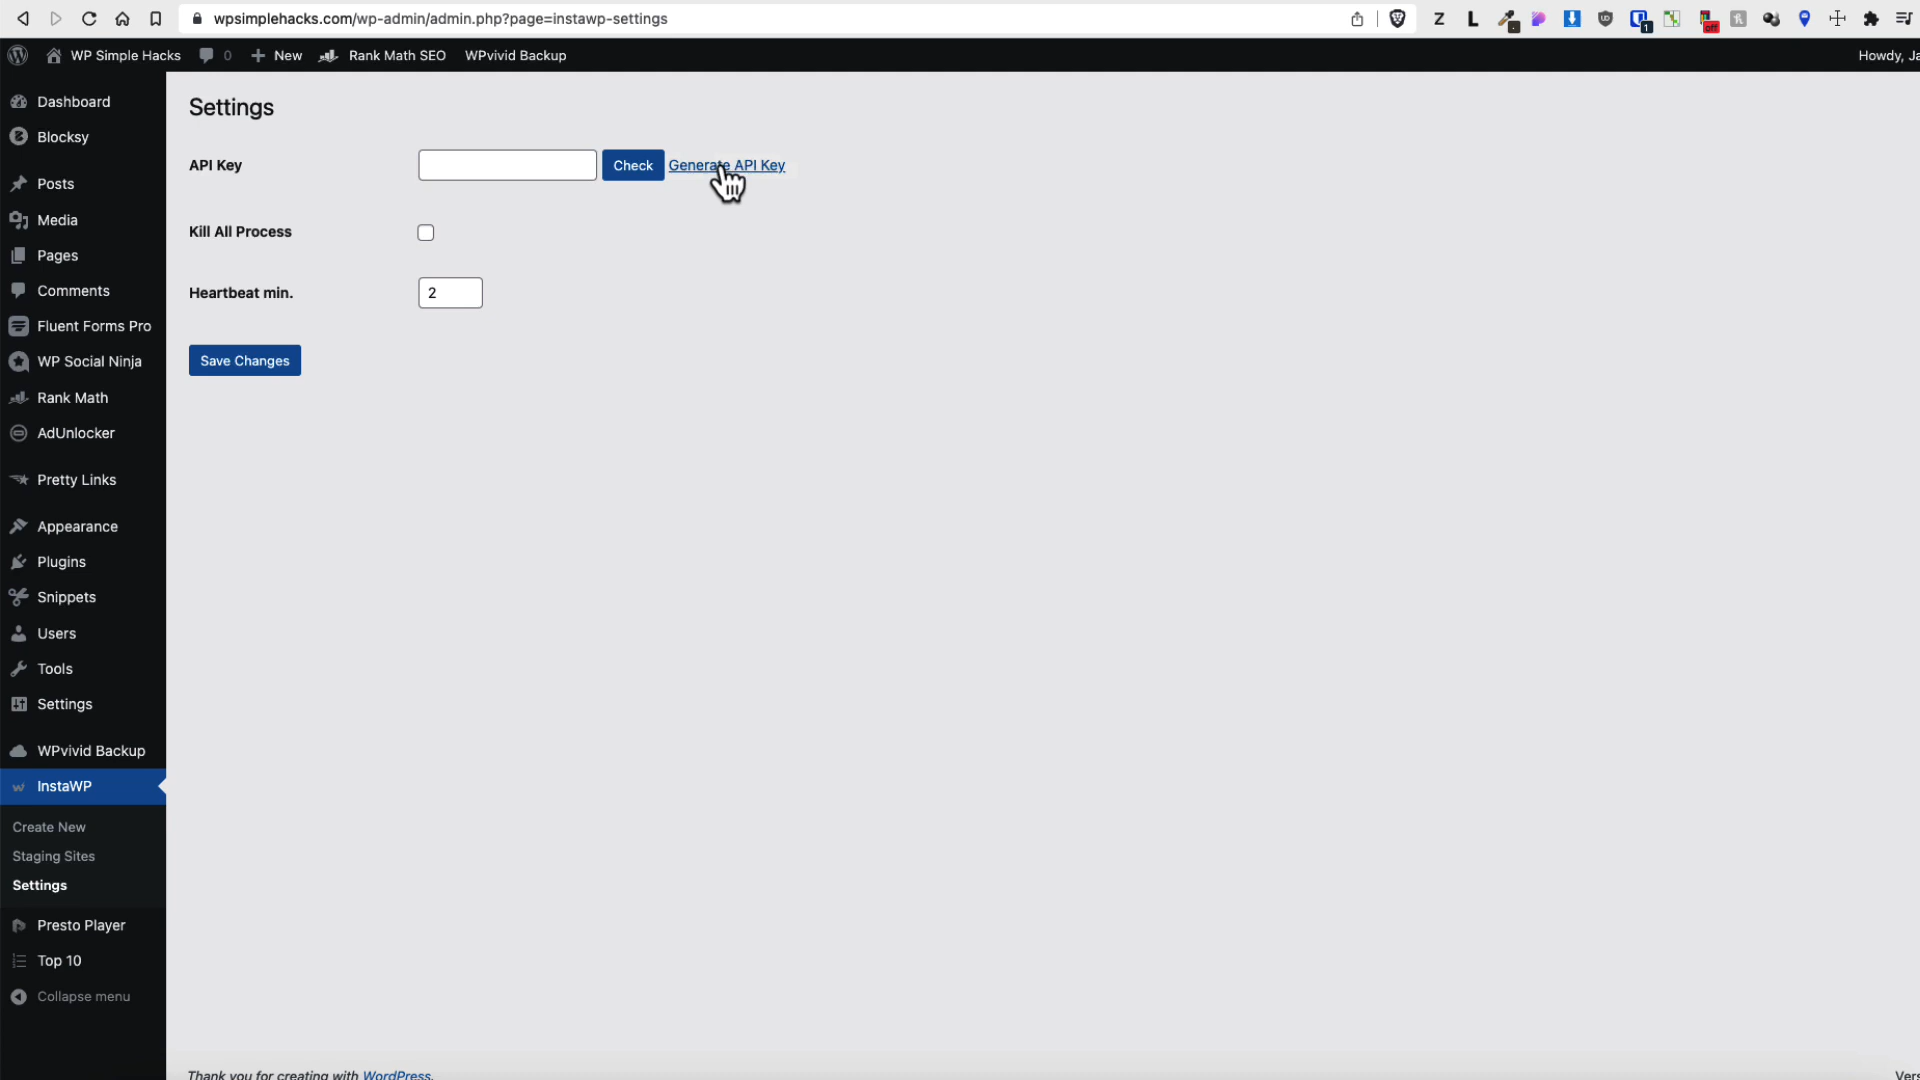 wpsimplehacks.com/wp-admin/admin.php?page=instawp-settings
Z L 1 off
WP Simple Hacks 0 New Rank Math SEO WPvivid Backup Howdy, Ja
Dashboard
Blocksy
Posts
Media
Pages
Comments
Fluent Forms Pro
WP Social Ninja
Rank Math
AdUnlocker
Pretty Links
Appearance
Plugins
Snippets
Users
Tools
Settings
WPvivid Backup
InstaWP
Create New
Staging Sites
Settings
Presto Player
Top 10
Collapse menu
Settings
API Key Check Generate API Key
Kill All Process
Heartbeat min. 2
Save Changes
Thank you for creating with WordPress. Vers